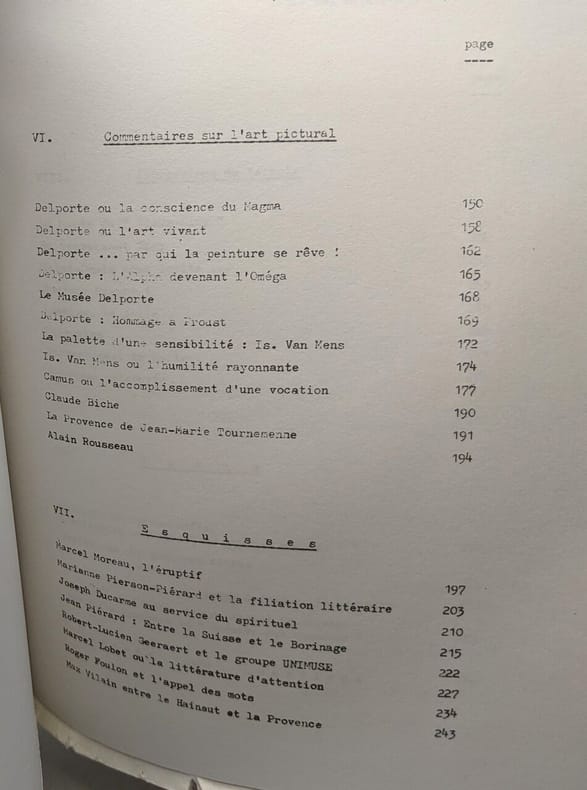 page
VI. Commentaires sur l'art pictural
Delporte ou la conscience du Magma 150
Delporte ou l'art vivant 158
Delporte ... par qui la peinture se rêve ! 162
Delporte : L'Alpha devenant l'Oméga 165
Le Musée Delporte 168
Delporte : Hommage à Proust 169
La palette d'une sensibilité : Is. Van Mens 172
Is. Van Mens ou l'humilité rayonnante 174
Camus ou l'accomplissement d'une vocation 177
Claude Biche 190
La Provence de Jean-Marie Tournemenne 191
Alain Rousseau 194
VII. Esquisses
Marcel Moreau, l'éruptif 197
Marianne Pierson-Piérard et la filiation littéraire 203
Joseph Ducarme au service du spirituel 210
Jean Piérard : Entre la Suisse et le Borinage 215
Robert-Lucien Geeraert et le groupe UNIMUSE 222
Marcel Lobet ou la littérature d'attention 227
Roger Foulon et l'appel des mots 234
Max Vilain entre le Hainaut et la Provence 243